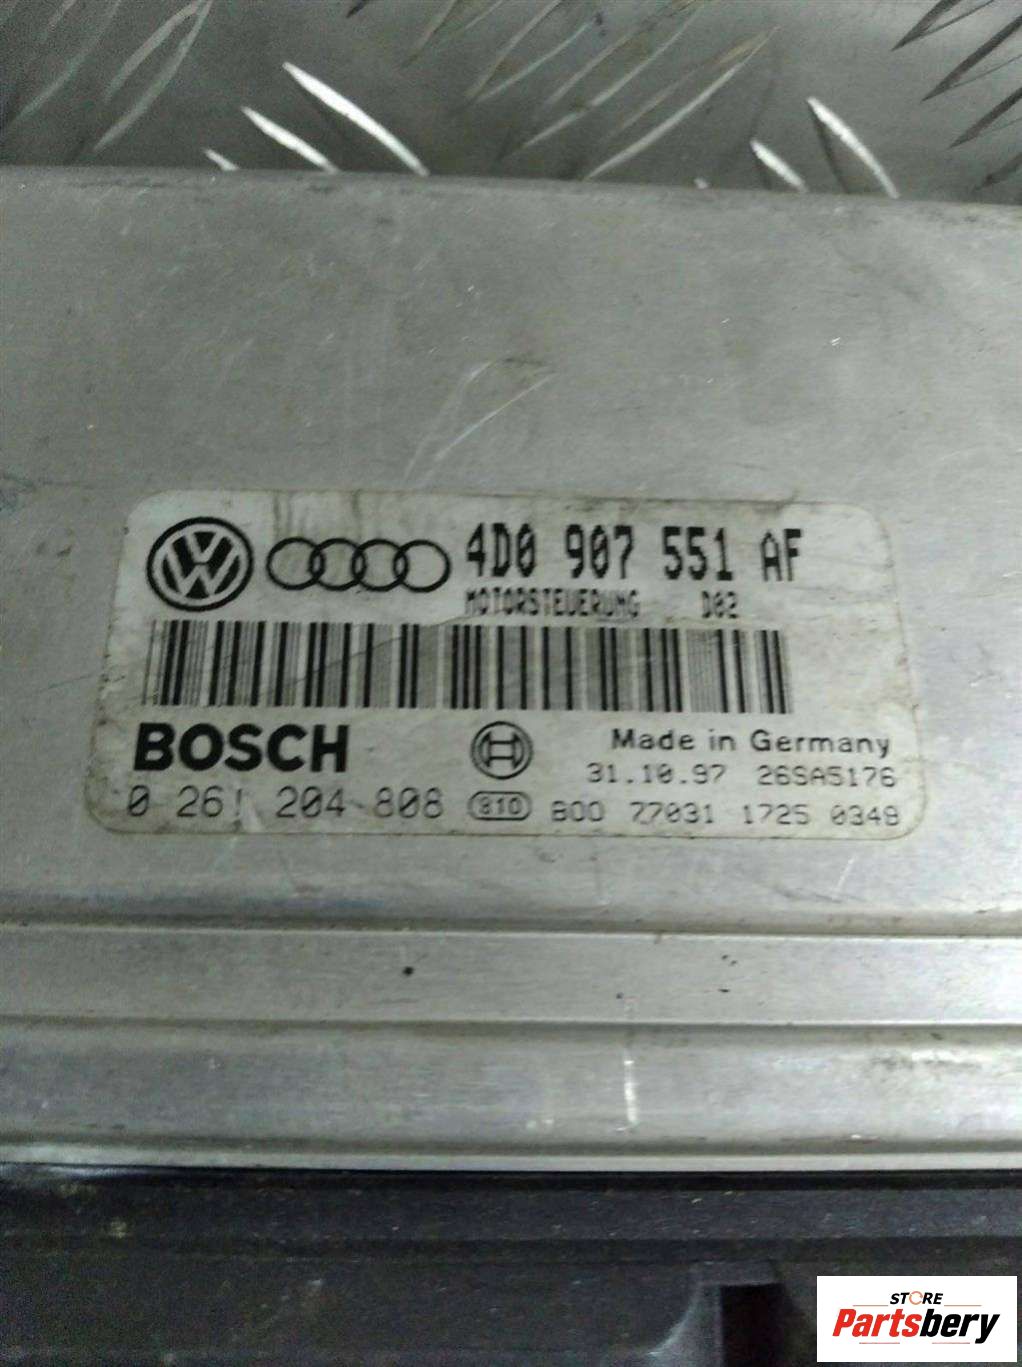 4D0 907 551 AF
MOTORSTEUERUNG D02
BOSCH
Made in Germany
31.10.97 26SA5176
0 261 204 808 810 B00 77031 1725 0348
STORE
Partsbery